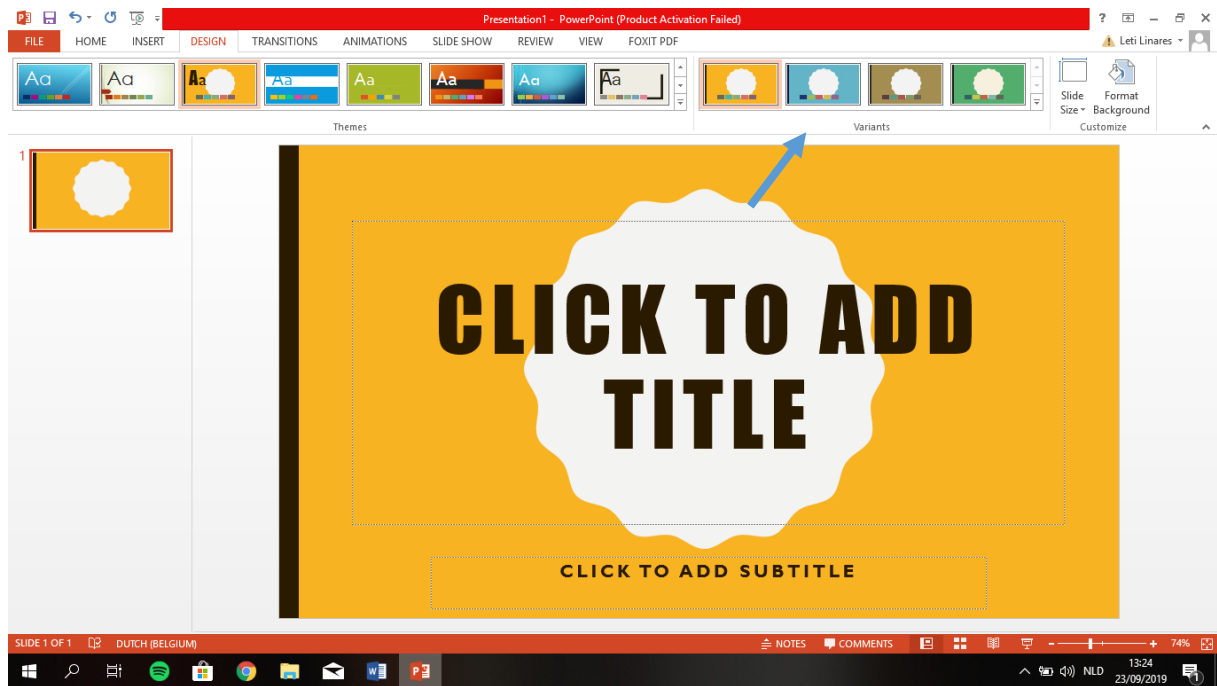 Presentation1 - PowerPoint (Product Activation Failed)
?
FILE HOME INSERT DESIGN TRANSITIONS ANIMATIONS SLIDE SHOW REVIEW VIEW FOXIT PDF Leti Linares
Aa Aa Aa Aa Aa Aa Aa Aa
Slide Size Format Background
Themes Variants Customize
1
CLICK TO ADD
TITLE
CLICK TO ADD SUBTITLE
SLIDE 1 OF 1 DUTCH (BELGIUM) NOTES COMMENTS - + 74%
NLD 13:24
23/09/2019 1